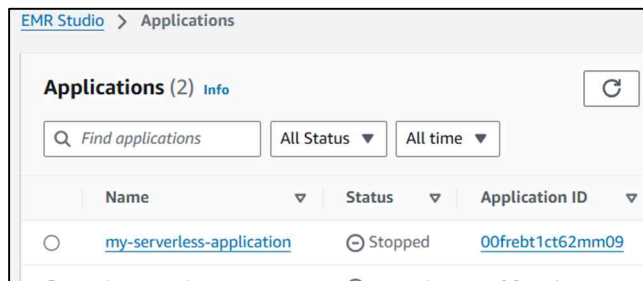 EMR Studio > Applications
Applications (2) Info
Find applications All Status All time
Name Status Application ID
my-serverless-application Stopped 00frebt1ct62mm09